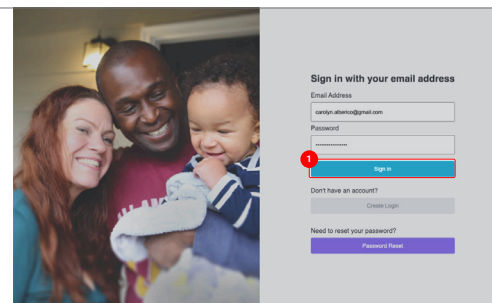 Sign in with your email address
Email Address
carolyn.alberico@gmail.com
Password
1
Sign in
Don't have an account?
Create Login
Need to reset your password?
Password Reset